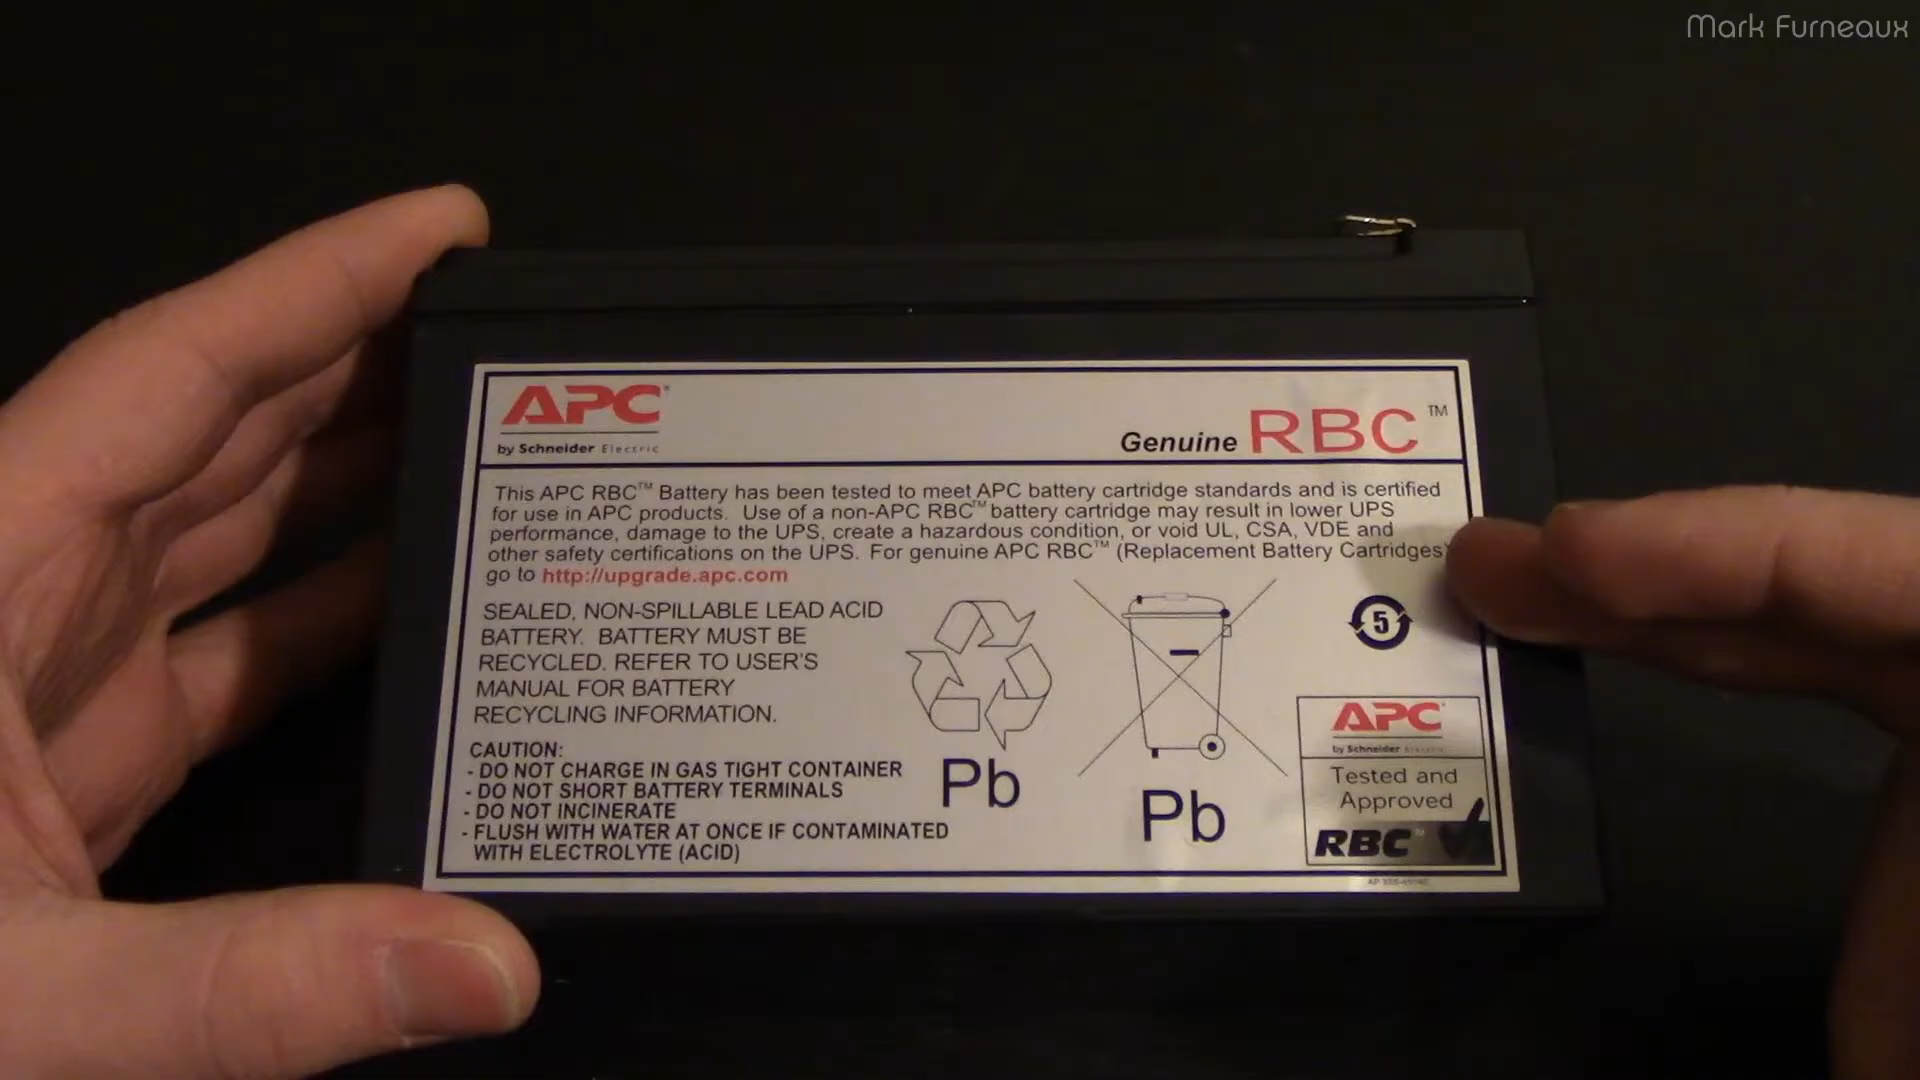 Mark Furneaux
APC
by Schneider Electric
Genuine RBC™
This APC RBC™ Battery has been tested to meet APC battery cartridge standards and is certified
for use in APC products. Use of a non-APC RBC™ battery cartridge may result in lower UPS
performance, damage to the UPS, create a hazardous condition, or void UL, CSA, VDE and
other safety certifications on the UPS. For genuine APC RBC™ (Replacement Battery Cartridges)
go to http://upgrade.apc.com
SEALED, NON-SPILLABLE LEAD ACID
BATTERY. BATTERY MUST BE
RECYCLED. REFER TO USER'S
MANUAL FOR BATTERY
RECYCLING INFORMATION.
CAUTION:
- DO NOT CHARGE IN GAS TIGHT CONTAINER
- DO NOT SHORT BATTERY TERMINALS
- DO NOT INCINERATE
- FLUSH WITH WATER AT ONCE IF CONTAMINATED
WITH ELECTROLYTE (ACID)
Pb
Pb
5
APC
by Schneider Electric
Tested and
Approved
RBC™